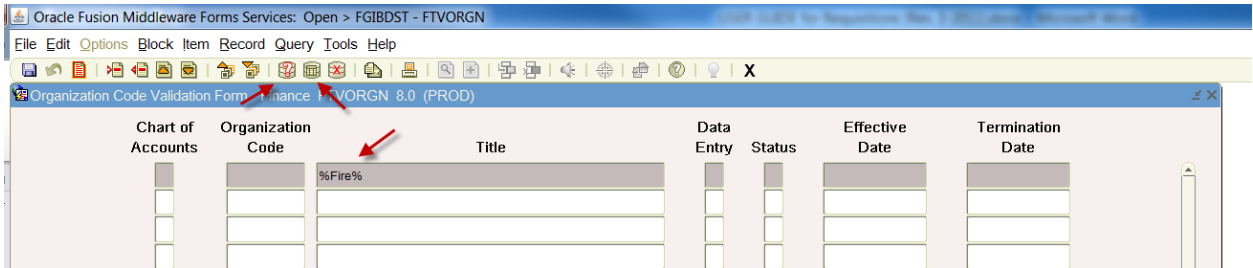 Oracle Fusion Middleware Forms Services: Open > FGIBDST - FTVORGN
File Edit Options Block Item Record Query Tools Help
X
Organization Code Validation Form Finance FTVORGN 8.0 (PROD)
Chart of Accounts
Organization Code
Title
Data Entry
Status
Effective Date
Termination Date
%Fire%